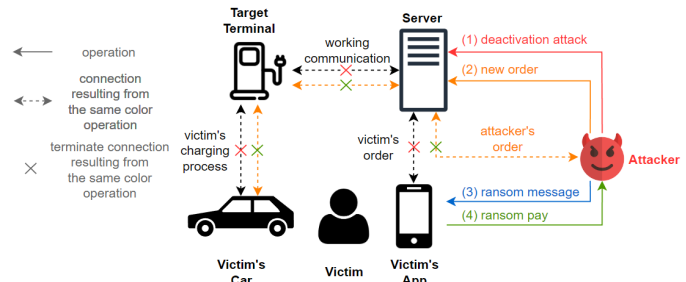 Target
Terminal
Server
operation
connection
resulting from
the same color
operation
terminate connection
resulting from
the same color
operation
working
communication
(1) deactivation attack
(2) new order
victim's
charging
process
victim's
order
attacker's
order
Attacker
(3) ransom message
(4) ransom pay
Victim's
Car
Victim
Victim's
App